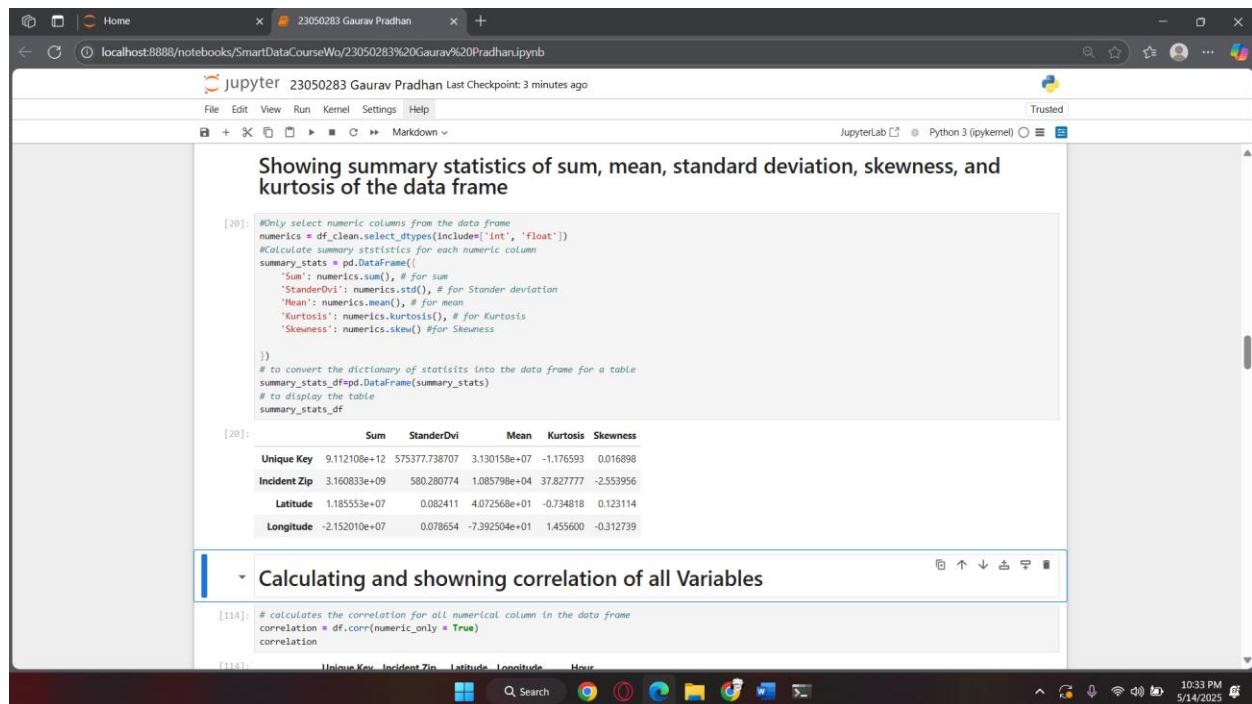 Home
23050283 Gaurav Pradhan
localhost:8888/notebooks/SmartDataCourseWo/23050283%20Gaurav%20Pradhan.ipynb
jupyter 23050283 Gaurav Pradhan Last Checkpoint: 3 minutes ago
File Edit View Run Kernel Settings Help Trusted
Markdown JupyterLab Python 3 (ipykernel)
Showing summary statistics of sum, mean, standard deviation, skewness, and
kurtosis of the data frame
[20]: #Only select numeric columns from the data frame
numerics = df_clean.select_dtypes(include=['int', 'float'])
#Calculate summary ststistics for each numeric column
summary_stats = pd.DataFrame({
'Sum': numerics.sum(), # for sum
'StanderDvi': numerics.std(), # for Stander deviation
'Mean': numerics.mean(), # for mean
'Kurtosis': numerics.kurtosis(), # for Kurtosis
'Skewness': numerics.skew() #for Skewness
})
# to convert the dictionary of statisits into the data frame for a table
summary_stats_df=pd.DataFrame(summary_stats)
# to display the table
summary_stats_df
[20]: Sum StanderDvi Mean Kurtosis Skewness
Unique Key 9.112108e+12 575377.738707 3.130158e+07 -1.176593 0.016898
Incident Zip 3.160833e+09 580.280774 1.085798e+04 37.827777 -2.553956
Latitude 1.185553e+07 0.082411 4.072568e+01 -0.734818 0.123114
Longitude -2.152010e+07 0.078654 -7.392504e+01 1.455600 -0.312739
Calculating and showning correlation of all Variables
[114]: # calculates the correlation for all numerical column in the data frame
correlation = df.corr(numeric_only = True)
correlation
[114]: Unique Key Incident Zip Latitude Longitude Hour
Search
10:33 PM
5/14/2025